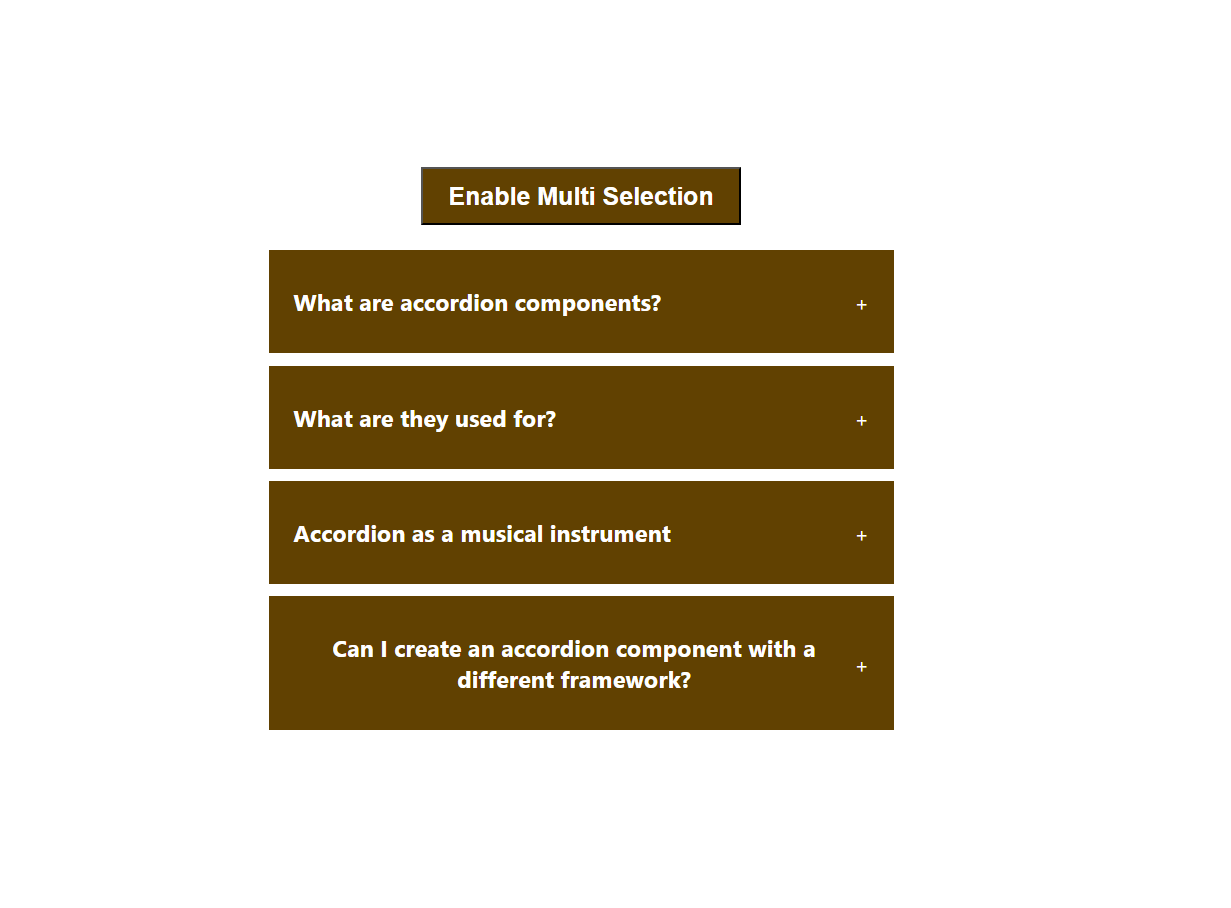 Enable Multi Selection
What are accordion components?
+
What are they used for?
+
Accordion as a musical instrument
+
Can I create an accordion component with a
different framework?
+